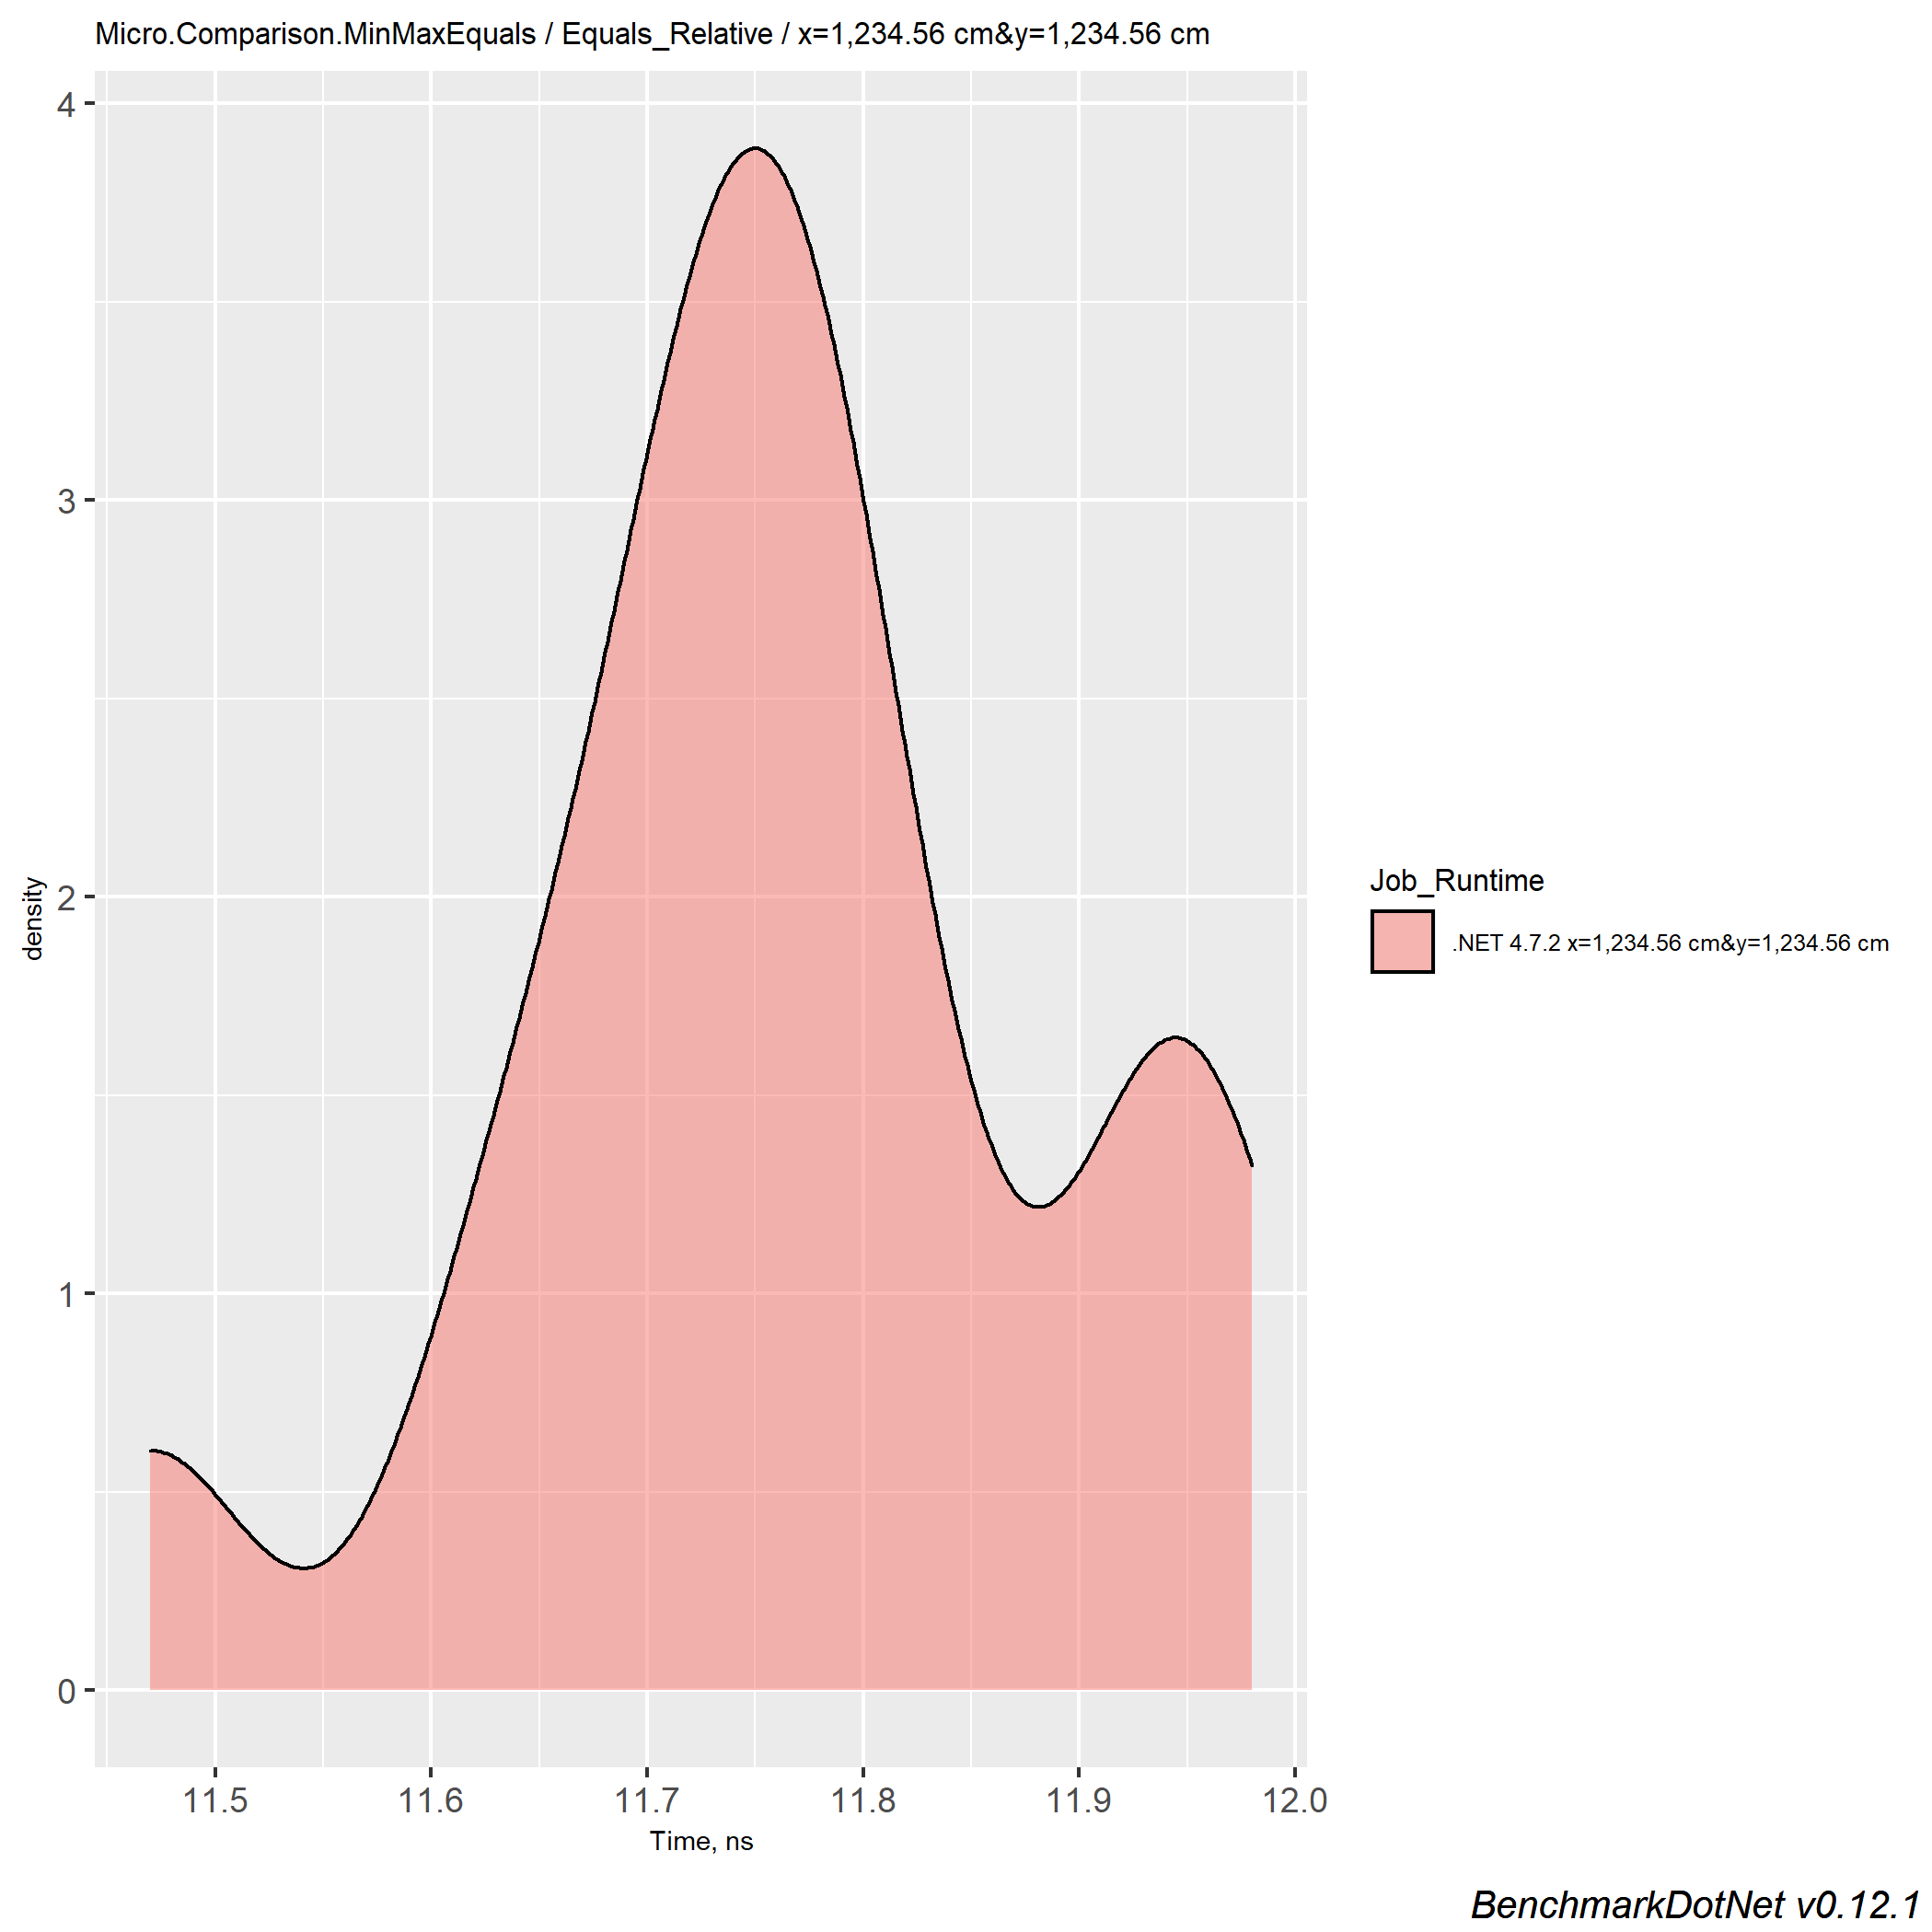 Micro.Comparison.MinMaxEquals / Equals_Relative / x=1,234.56 cm&y=1,234.56 cm
4
3
2
1
0
density
11.5 11.6 11.7 11.8 11.9 12.0
Time, ns
Job_Runtime
.NET 4.7.2 x=1,234.56 cm&y=1,234.56 cm
BenchmarkDotNet v0.12.1